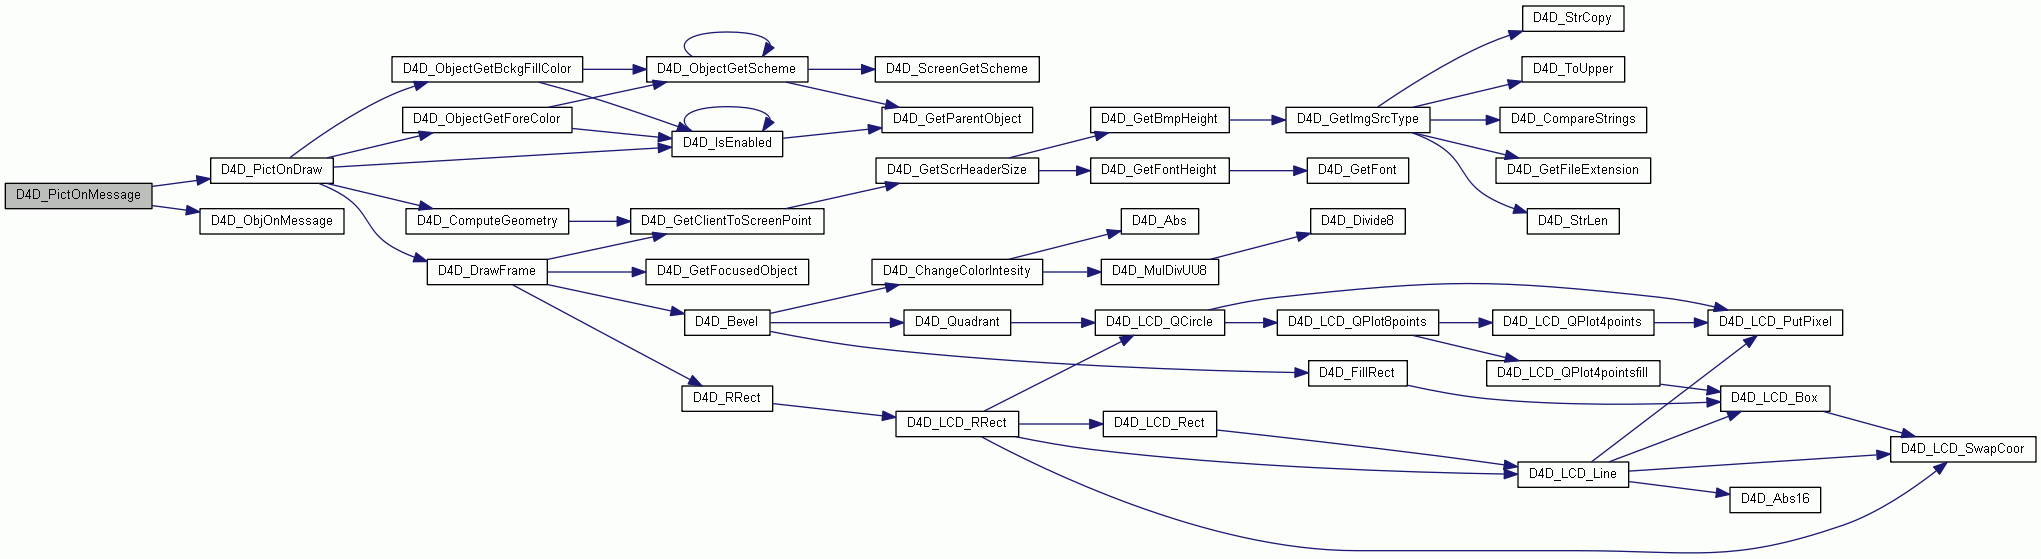 D4D_PictOnMessage
D4D_PictOnDraw
D4D_ObjOnMessage
D4D_ObjectGetBckgFillColor
D4D_ObjectGetForeColor
D4D_ComputeGeometry
D4D_DrawFrame
D4D_ObjectGetScheme
D4D_IsEnabled
D4D_GetClientToScreenPoint
D4D_GetFocusedObject
D4D_Bevel
D4D_RRect
D4D_ScreenGetScheme
D4D_GetParentObject
D4D_GetScrHeaderSize
D4D_ChangeColorIntesity
D4D_Quadrant
D4D_LCD_RRect
D4D_GetBmpHeight
D4D_GetFontHeight
D4D_Abs
D4D_MulDivUU8
D4D_LCD_QCircle
D4D_LCD_Rect
D4D_GetImgSrcType
D4D_GetFont
D4D_Divide8
D4D_LCD_QPlot8points
D4D_FillRect
D4D_StrCopy
D4D_ToUpper
D4D_CompareStrings
D4D_GetFileExtension
D4D_StrLen
D4D_LCD_QPlot4points
D4D_LCD_QPlot4pointsfill
D4D_LCD_Line
D4D_LCD_PutPixel
D4D_LCD_Box
D4D_Abs16
D4D_LCD_SwapCoor